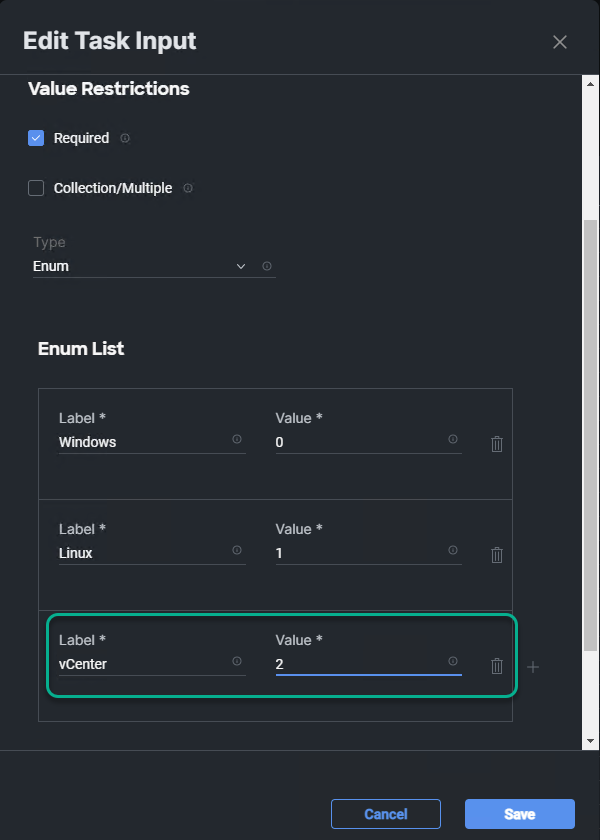 Edit Task Input
Value Restrictions
Required
Collection/Multiple
Type
Enum
Enum List
Label * Value *
Windows 0
Label * Value *
Linux 1
Label * Value *
vCenter 2
Cancel Save